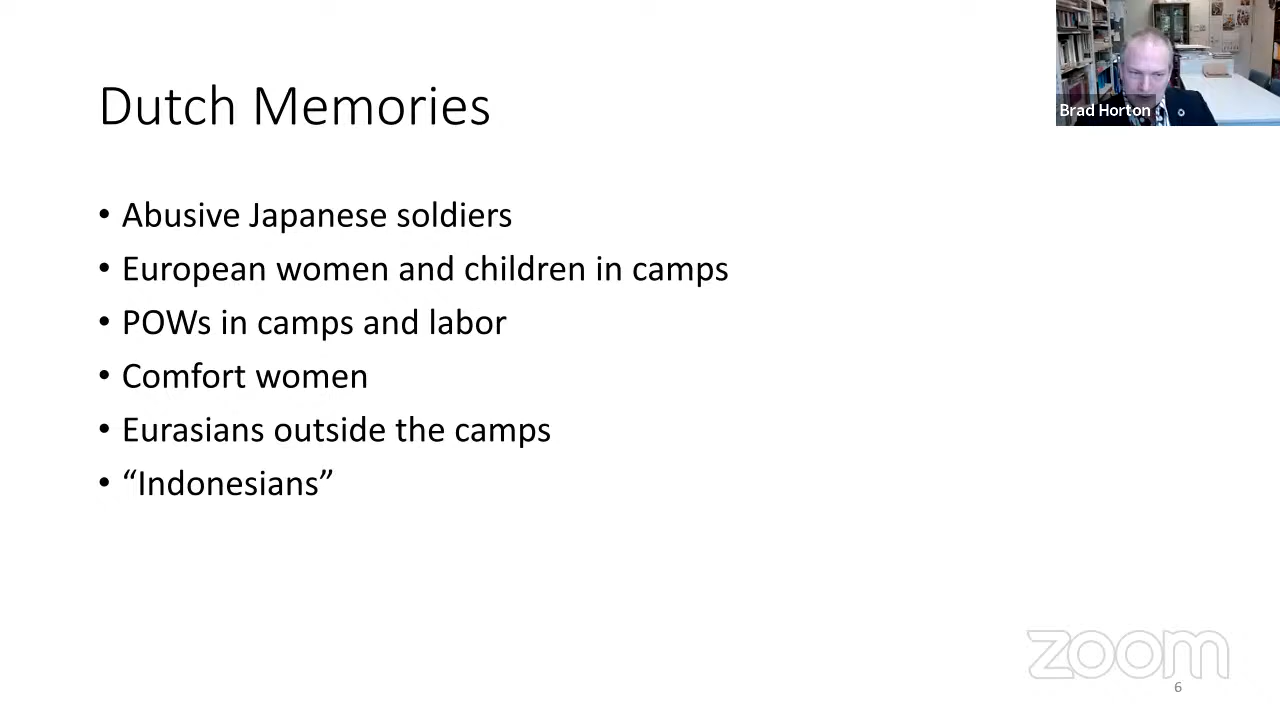 Dutch Memories
Brad Horton
• Abusive Japanese soldiers
• European women and children in camps
• POWs in camps and labor
• Comfort women
• Eurasians outside the camps
• “Indonesians”
zoom
6